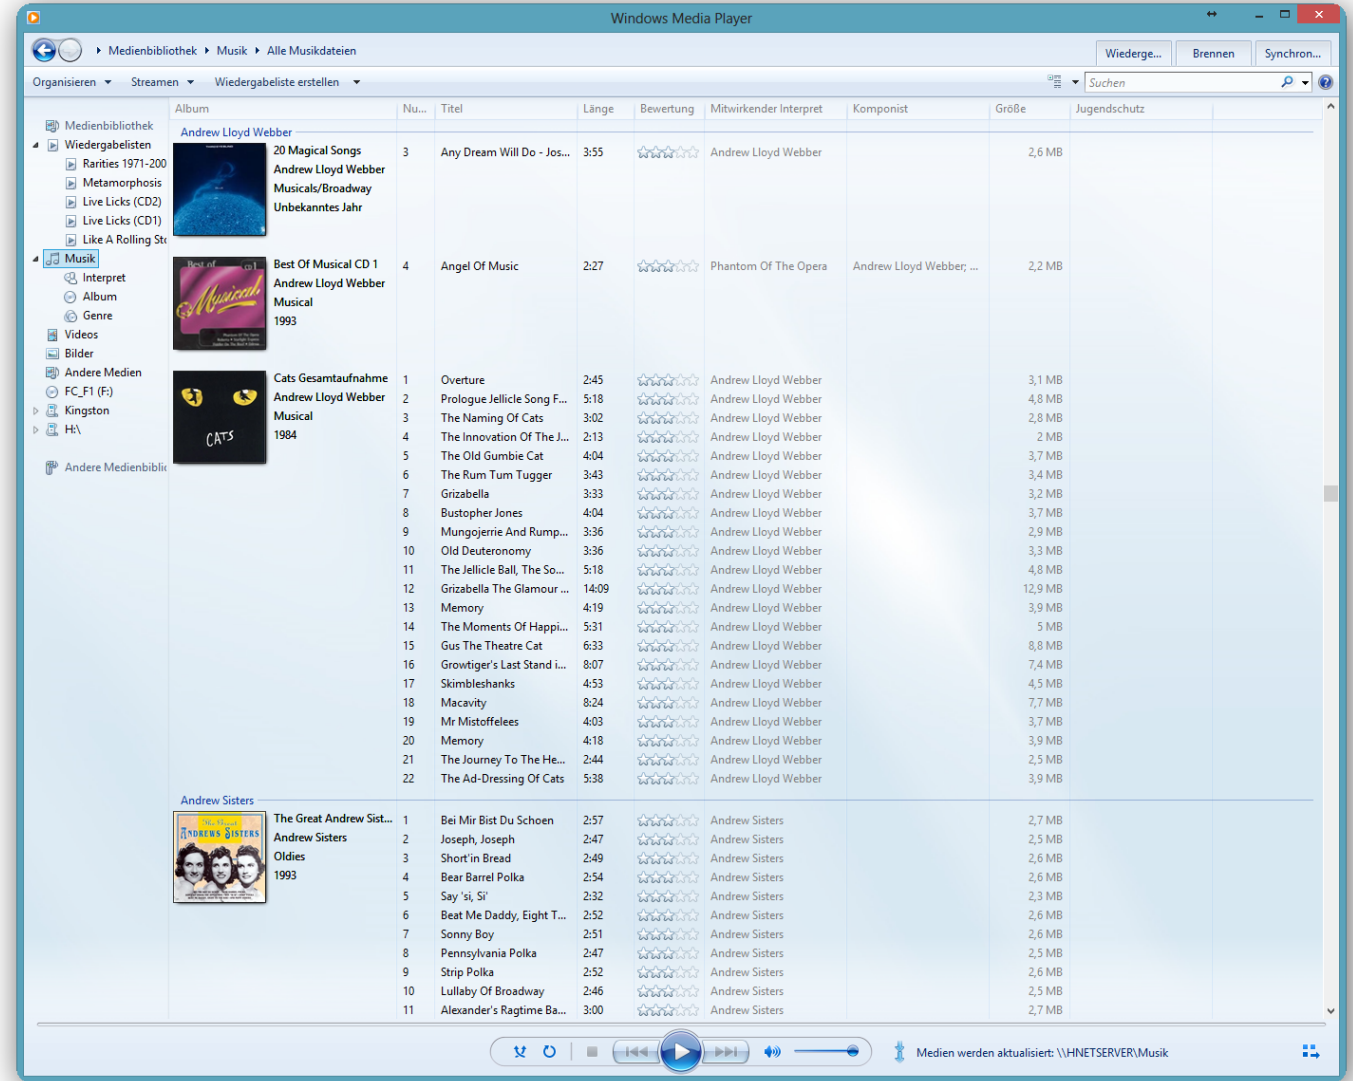 Windows Media Player
Medienbibliothek Musik Alle Musikdateien
Wiederge... Brennen Synchron...
Organisieren Streamen Wiedergabeliste erstellen Suchen
Album Nu... Titel Länge Bewertung Mitwirkender Interpret Komponist Größe Jugendschutz
Medienbibliothek
Wiedergabelisten
Rarities 1971-200
Metamorphosis
Live Licks (CD2)
Live Licks (CD1)
Like A Rolling Sto
Musik
Interpret
Album
Genre
Videos
Bilder
Andere Medien
FC_F1 (F:)
Kingston
H:\
Andere Medienbiblic
Andrew Lloyd Webber
20 Magical Songs
Andrew Lloyd Webber
Musicals/Broadway
Unbekanntes Jahr
3 Any Dream Will Do - Jos... 3:55 Andrew Lloyd Webber 2,6 MB
Best of CD 1
Musical
Best Of Musical CD 1
Andrew Lloyd Webber
Musical
1993
4 Angel Of Music 2:27 Phantom Of The Opera Andrew Lloyd Webber; ... 2,2 MB
CATS
Cats Gesamtaufnahme
Andrew Lloyd Webber
Musical
1984
1 Overture 2:45 Andrew Lloyd Webber 3,1 MB
2 Prologue Jellicle Song F... 5:18 Andrew Lloyd Webber 4,8 MB
3 The Naming Of Cats 3:02 Andrew Lloyd Webber 2,8 MB
4 The Innovation Of The J... 2:13 Andrew Lloyd Webber 2 MB
5 The Old Gumbie Cat 4:04 Andrew Lloyd Webber 3,7 MB
6 The Rum Tum Tugger 3:43 Andrew Lloyd Webber 3,4 MB
7 Grizabella 3:33 Andrew Lloyd Webber 3,2 MB
8 Bustopher Jones 4:04 Andrew Lloyd Webber 3,7 MB
9 Mungojerrie And Rump... 3:36 Andrew Lloyd Webber 2,9 MB
10 Old Deuteronomy 3:36 Andrew Lloyd Webber 3,3 MB
11 The Jellicle Ball, The So... 5:18 Andrew Lloyd Webber 4,8 MB
12 Grizabella The Glamour ... 14:09 Andrew Lloyd Webber 12,9 MB
13 Memory 4:19 Andrew Lloyd Webber 3,9 MB
14 The Moments Of Happi... 5:31 Andrew Lloyd Webber 5 MB
15 Gus The Theatre Cat 6:33 Andrew Lloyd Webber 8,8 MB
16 Growtiger's Last Stand i... 8:07 Andrew Lloyd Webber 7,4 MB
17 Skimbleshanks 4:53 Andrew Lloyd Webber 4,5 MB
18 Macavity 8:24 Andrew Lloyd Webber 7,7 MB
19 Mr Mistoffelees 4:03 Andrew Lloyd Webber 3,7 MB
20 Memory 4:18 Andrew Lloyd Webber 3,9 MB
21 The Journey To The He... 2:44 Andrew Lloyd Webber 2,5 MB
22 The Ad-Dressing Of Cats 5:38 Andrew Lloyd Webber 3,9 MB
Andrew Sisters
The Great
ANDREWS SISTERS
The Great Andrew Sist...
Andrew Sisters
Oldies
1993
1 Bei Mir Bist Du Schoen 2:57 Andrew Sisters 2,7 MB
2 Joseph, Joseph 2:47 Andrew Sisters 2,5 MB
3 Short'in Bread 2:49 Andrew Sisters 2,6 MB
4 Bear Barrel Polka 2:54 Andrew Sisters 2,6 MB
5 Say 'si, Si' 2:32 Andrew Sisters 2,3 MB
6 Beat Me Daddy, Eight T... 2:52 Andrew Sisters 2,6 MB
7 Sonny Boy 2:51 Andrew Sisters 2,6 MB
8 Pennsylvania Polka 2:47 Andrew Sisters 2,5 MB
9 Strip Polka 2:52 Andrew Sisters 2,6 MB
10 Lullaby Of Broadway 2:46 Andrew Sisters 2,5 MB
11 Alexander's Ragtime Ba... 3:00 Andrew Sisters 2,7 MB
Medien werden aktualisiert: \\HNETSERVER\Musik